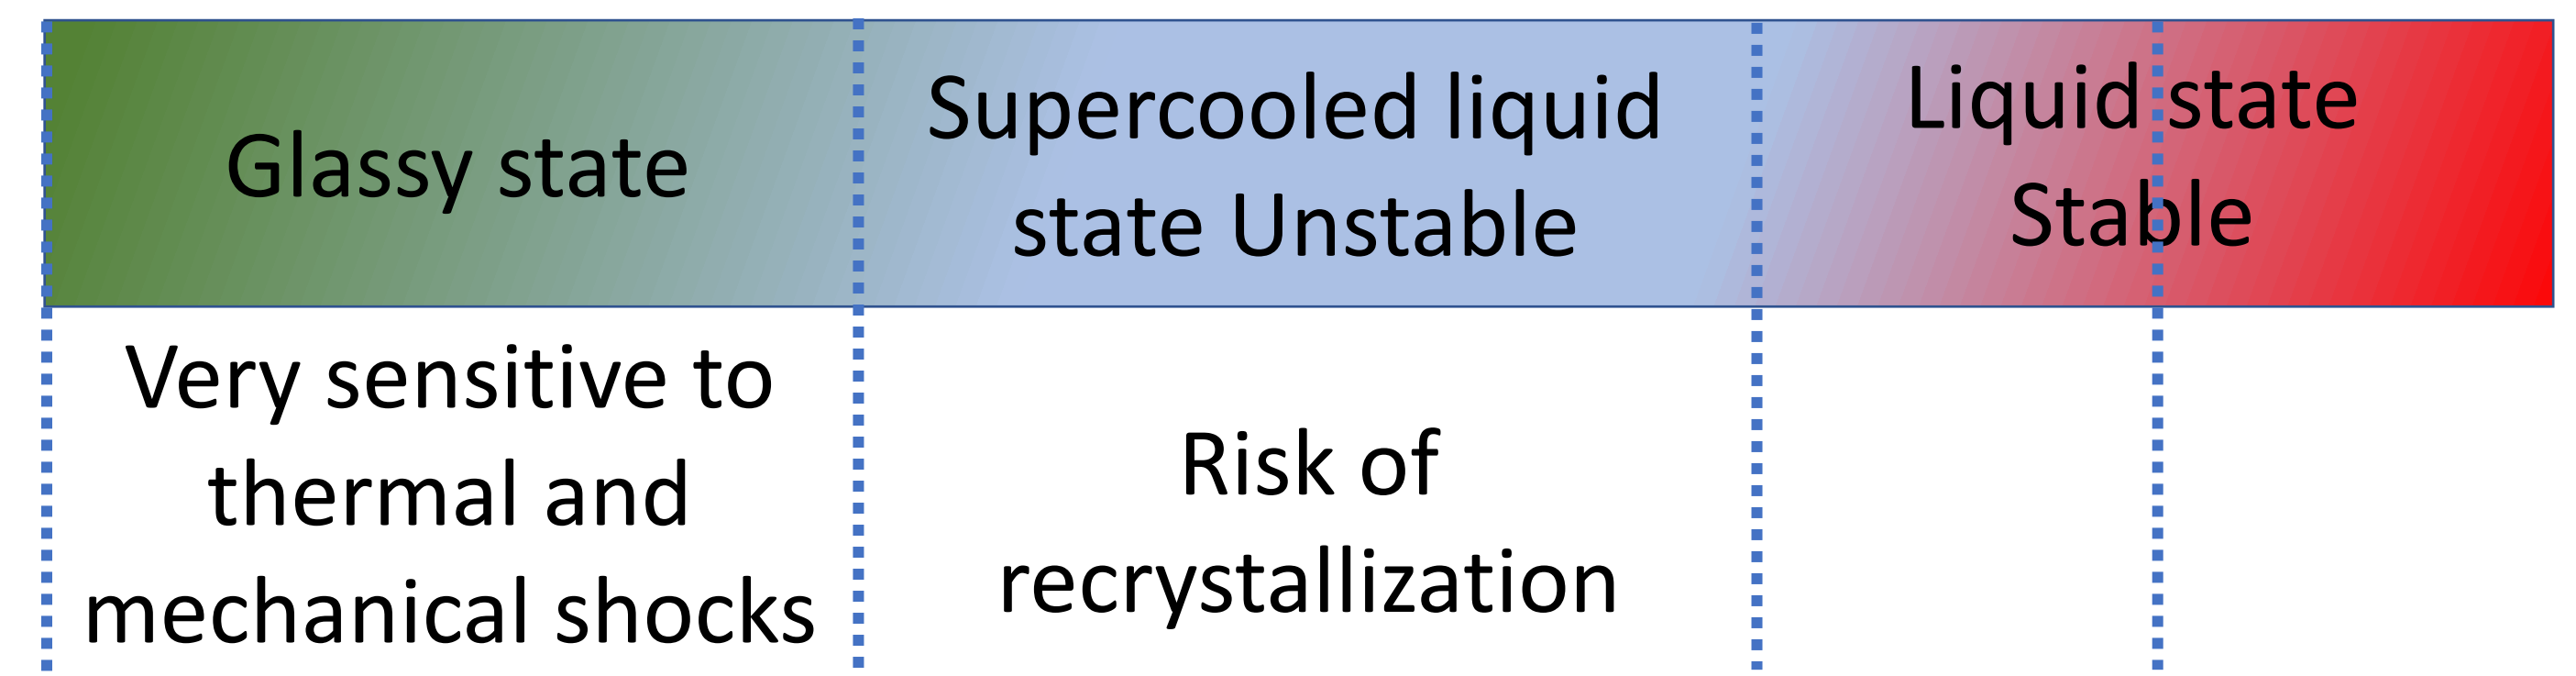 Glassy state
Supercooled liquid
state Unstable
Liquid state
Stable
Very sensitive to
thermal and
mechanical shocks
Risk of
recrystallization